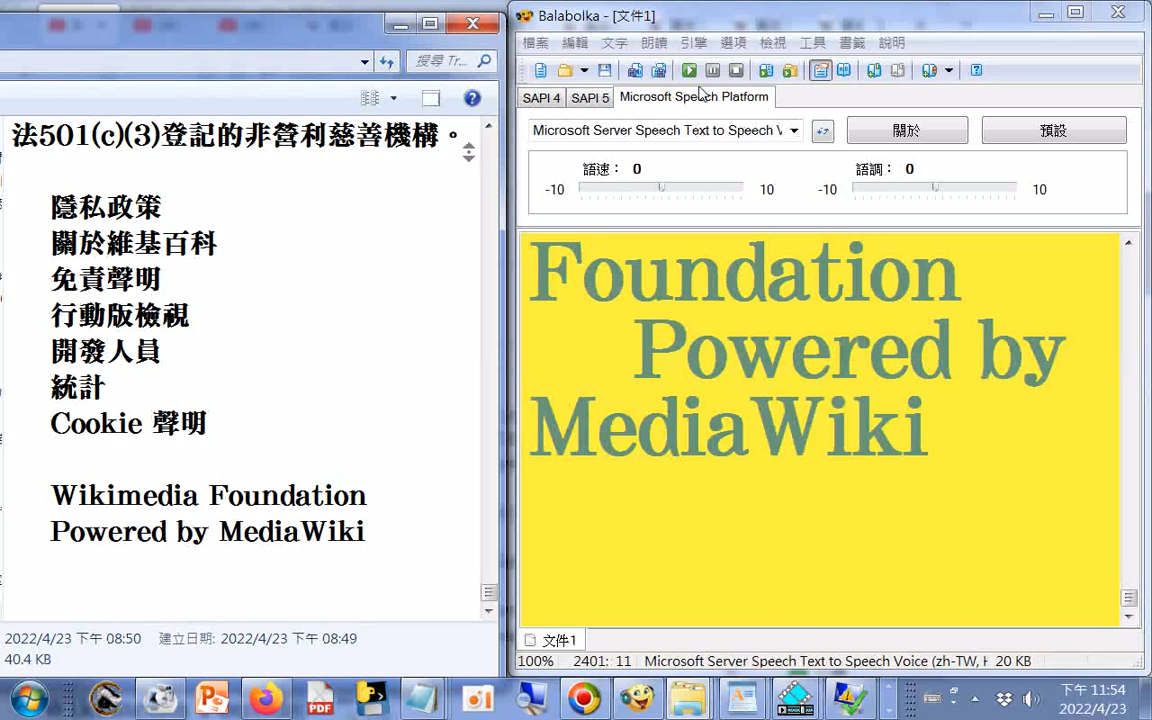 搜尋 Tr...
法501(c)(3)登記的非營利慈善機構。
隱私政策
關於維基百科
免責聲明
行動版檢視
開發人員
統計
Cookie 聲明
Wikimedia Foundation
Powered by MediaWiki
2022/4/23 下午 08:50 建立日期: 2022/4/23 下午 08:49
40.4 KB
Balabolka - [文件1]
檔案 編輯 文字 朗讀 引擎 選項 檢視 工具 書籤 說明
SAPI 4 SAPI 5 Microsoft Speech Platform
Microsoft Server Speech Text to Speech V 關於 預設
語速： 0 語調： 0
-10 10 -10 10
Foundation
Powered by
MediaWiki
文件1
100% 2401: 11 Microsoft Server Speech Text to Speech Voice (zh-TW, H 20 KB
PDF
下午 11:54
2022/4/23